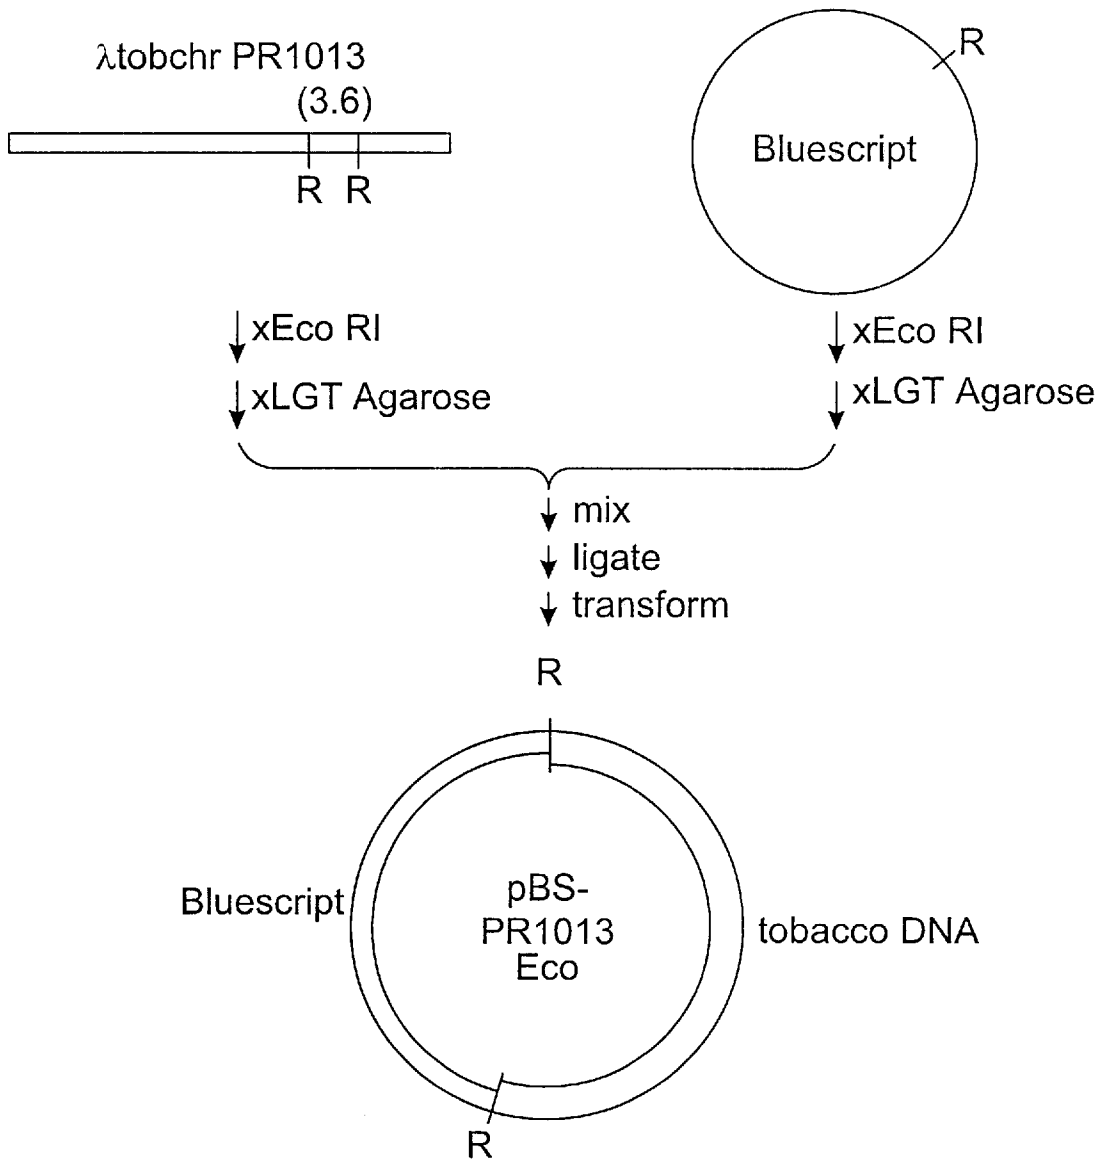 λtobchr PR1013
(3.6)
R R
R
Bluescript
xEco RI
xLGT Agarose
xEco RI
xLGT Agarose
mix
ligate
transform
R
Bluescript
pBS-
PR1013
Eco
tobacco DNA
R